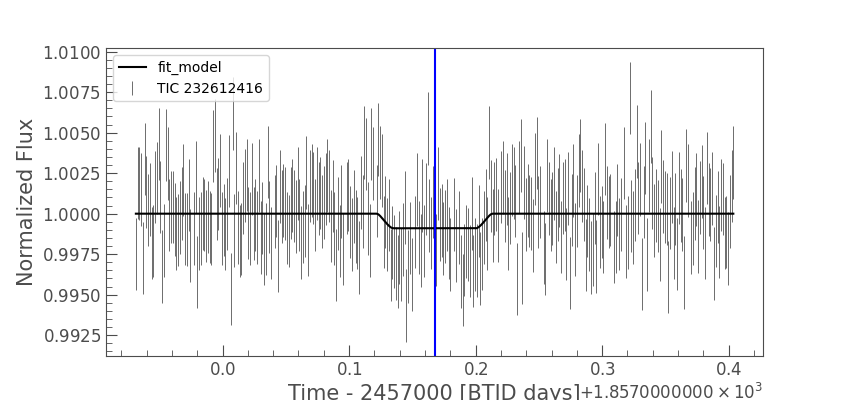 1.0100
1.0075
1.0050
1.0025
1.0000
0.9975
0.9950
0.9925
Normalized Flux
fit_model
TIC 232612416
0.0 0.1 0.2 0.3 0.4
Time - 2457000 [BTJD days]
+1.8570000000 × 10³